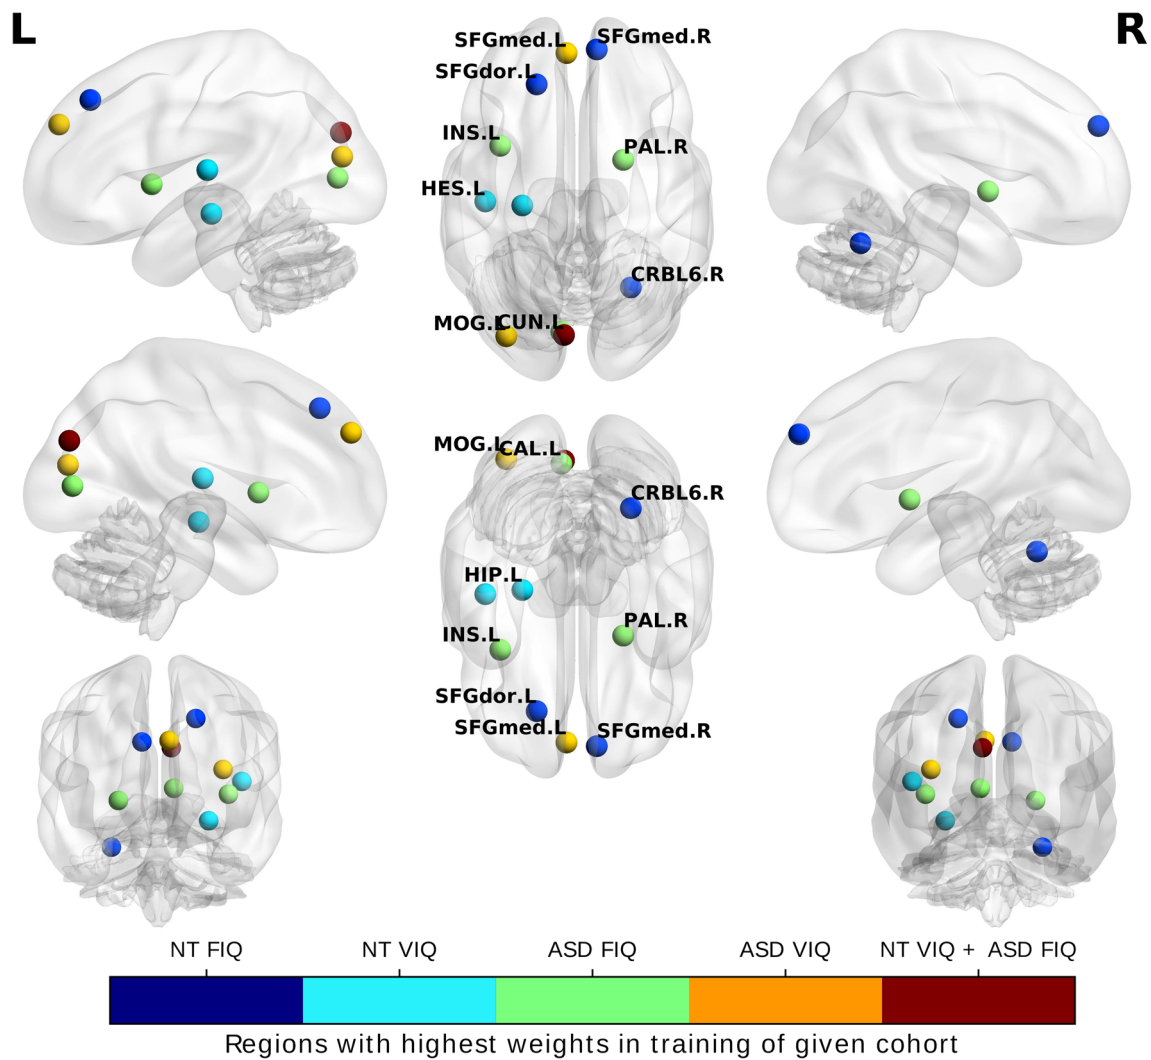 L
R
SFGmed.L
SFGmed.R
SFGdor.L
INS.L
PAL.R
HES.L
CRBL6.R
MOG.L
CUN.L
MOG.L
CAL.L
CRBL6.R
HIP.L
INS.L
PAL.R
SFGdor.L
SFGmed.L
SFGmed.R
NT FIQ
NT VIQ
ASD FIQ
ASD VIQ
NT VIQ + ASD FIQ
Regions with highest weights in training of given cohort